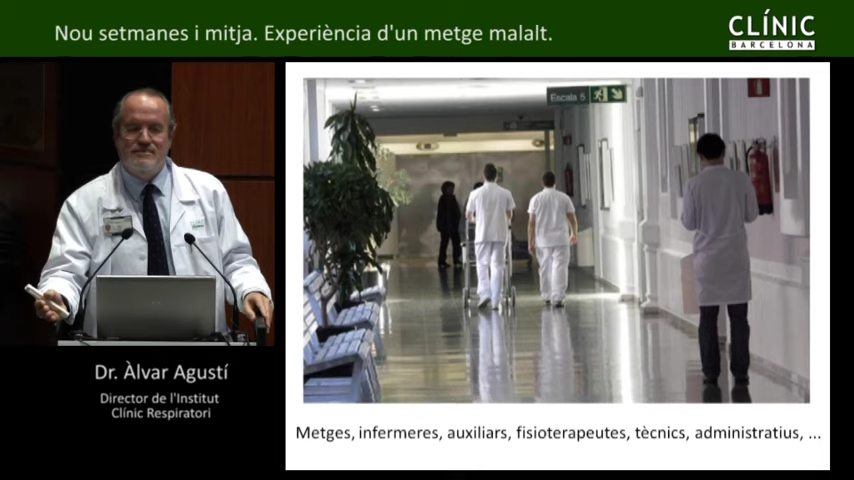 Nou setmanes i mitja. Experiència d'un metge malalt.
CLÍNIC
BARCELONA
Escala 5
Dr. Àlvar Agustí
Director de l'Institut
Clínic Respiratori
Metges, infermeres, auxiliars, fisioterapeutes, tècnics, administratius, ...